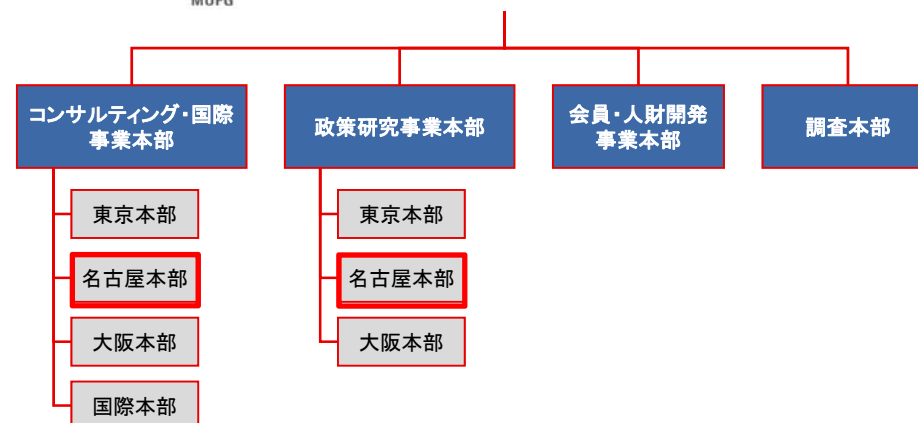 MUFG
コンサルティング・国際
事業本部
政策研究事業本部
会員・人財開発
事業本部
調査本部
東京本部
名古屋本部
大阪本部
国際本部
東京本部
名古屋本部
大阪本部